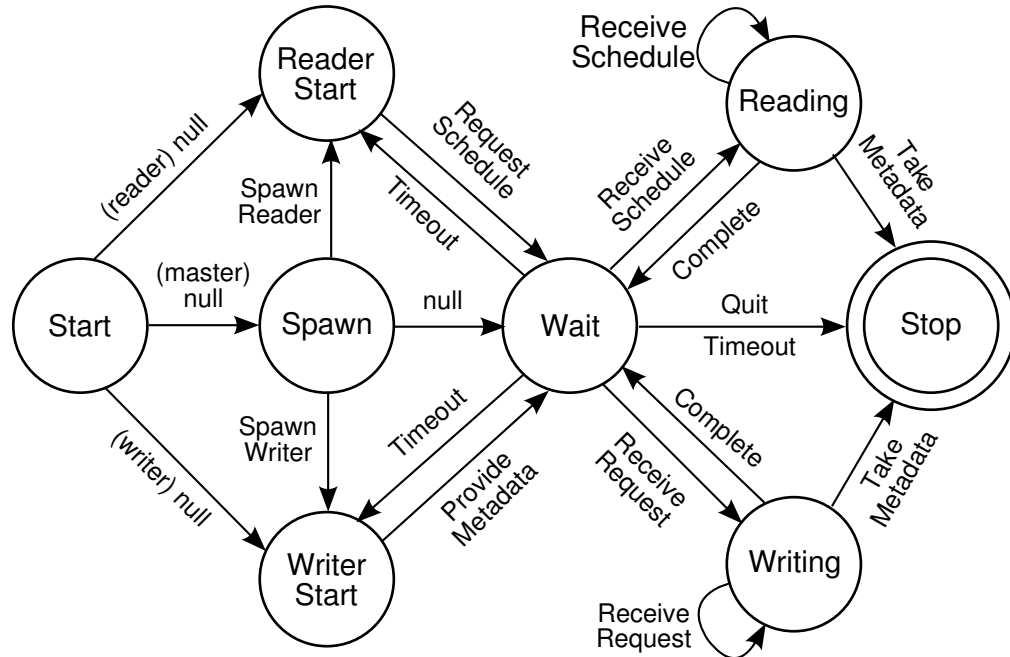 Reader
Start
Receive
Schedule
Reading
(reader) null
Request
Schedule
Timeout
Spawn
Reader
Receive
Schedule
Complete
Take
Metadata
Start
(master)
null
Spawn
null
Wait
Quit
Timeout
Stop
(writer) null
Spawn
Writer
Timeout
Provide
Metadata
Complete
Receive
Request
Take
Metadata
Writer
Start
Writing
Receive
Request